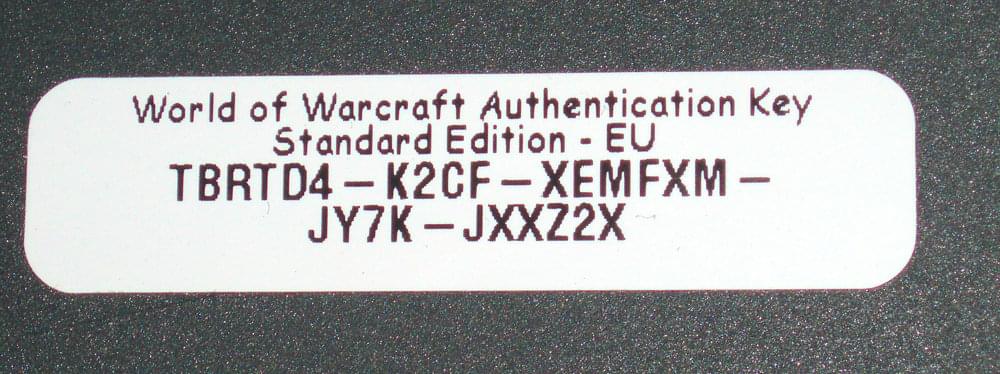 World of Warcraft Authentication Key
Standard Edition - EU
TBRTD4-K2CF-XEMFXM-
JY7K-JXXZ2X